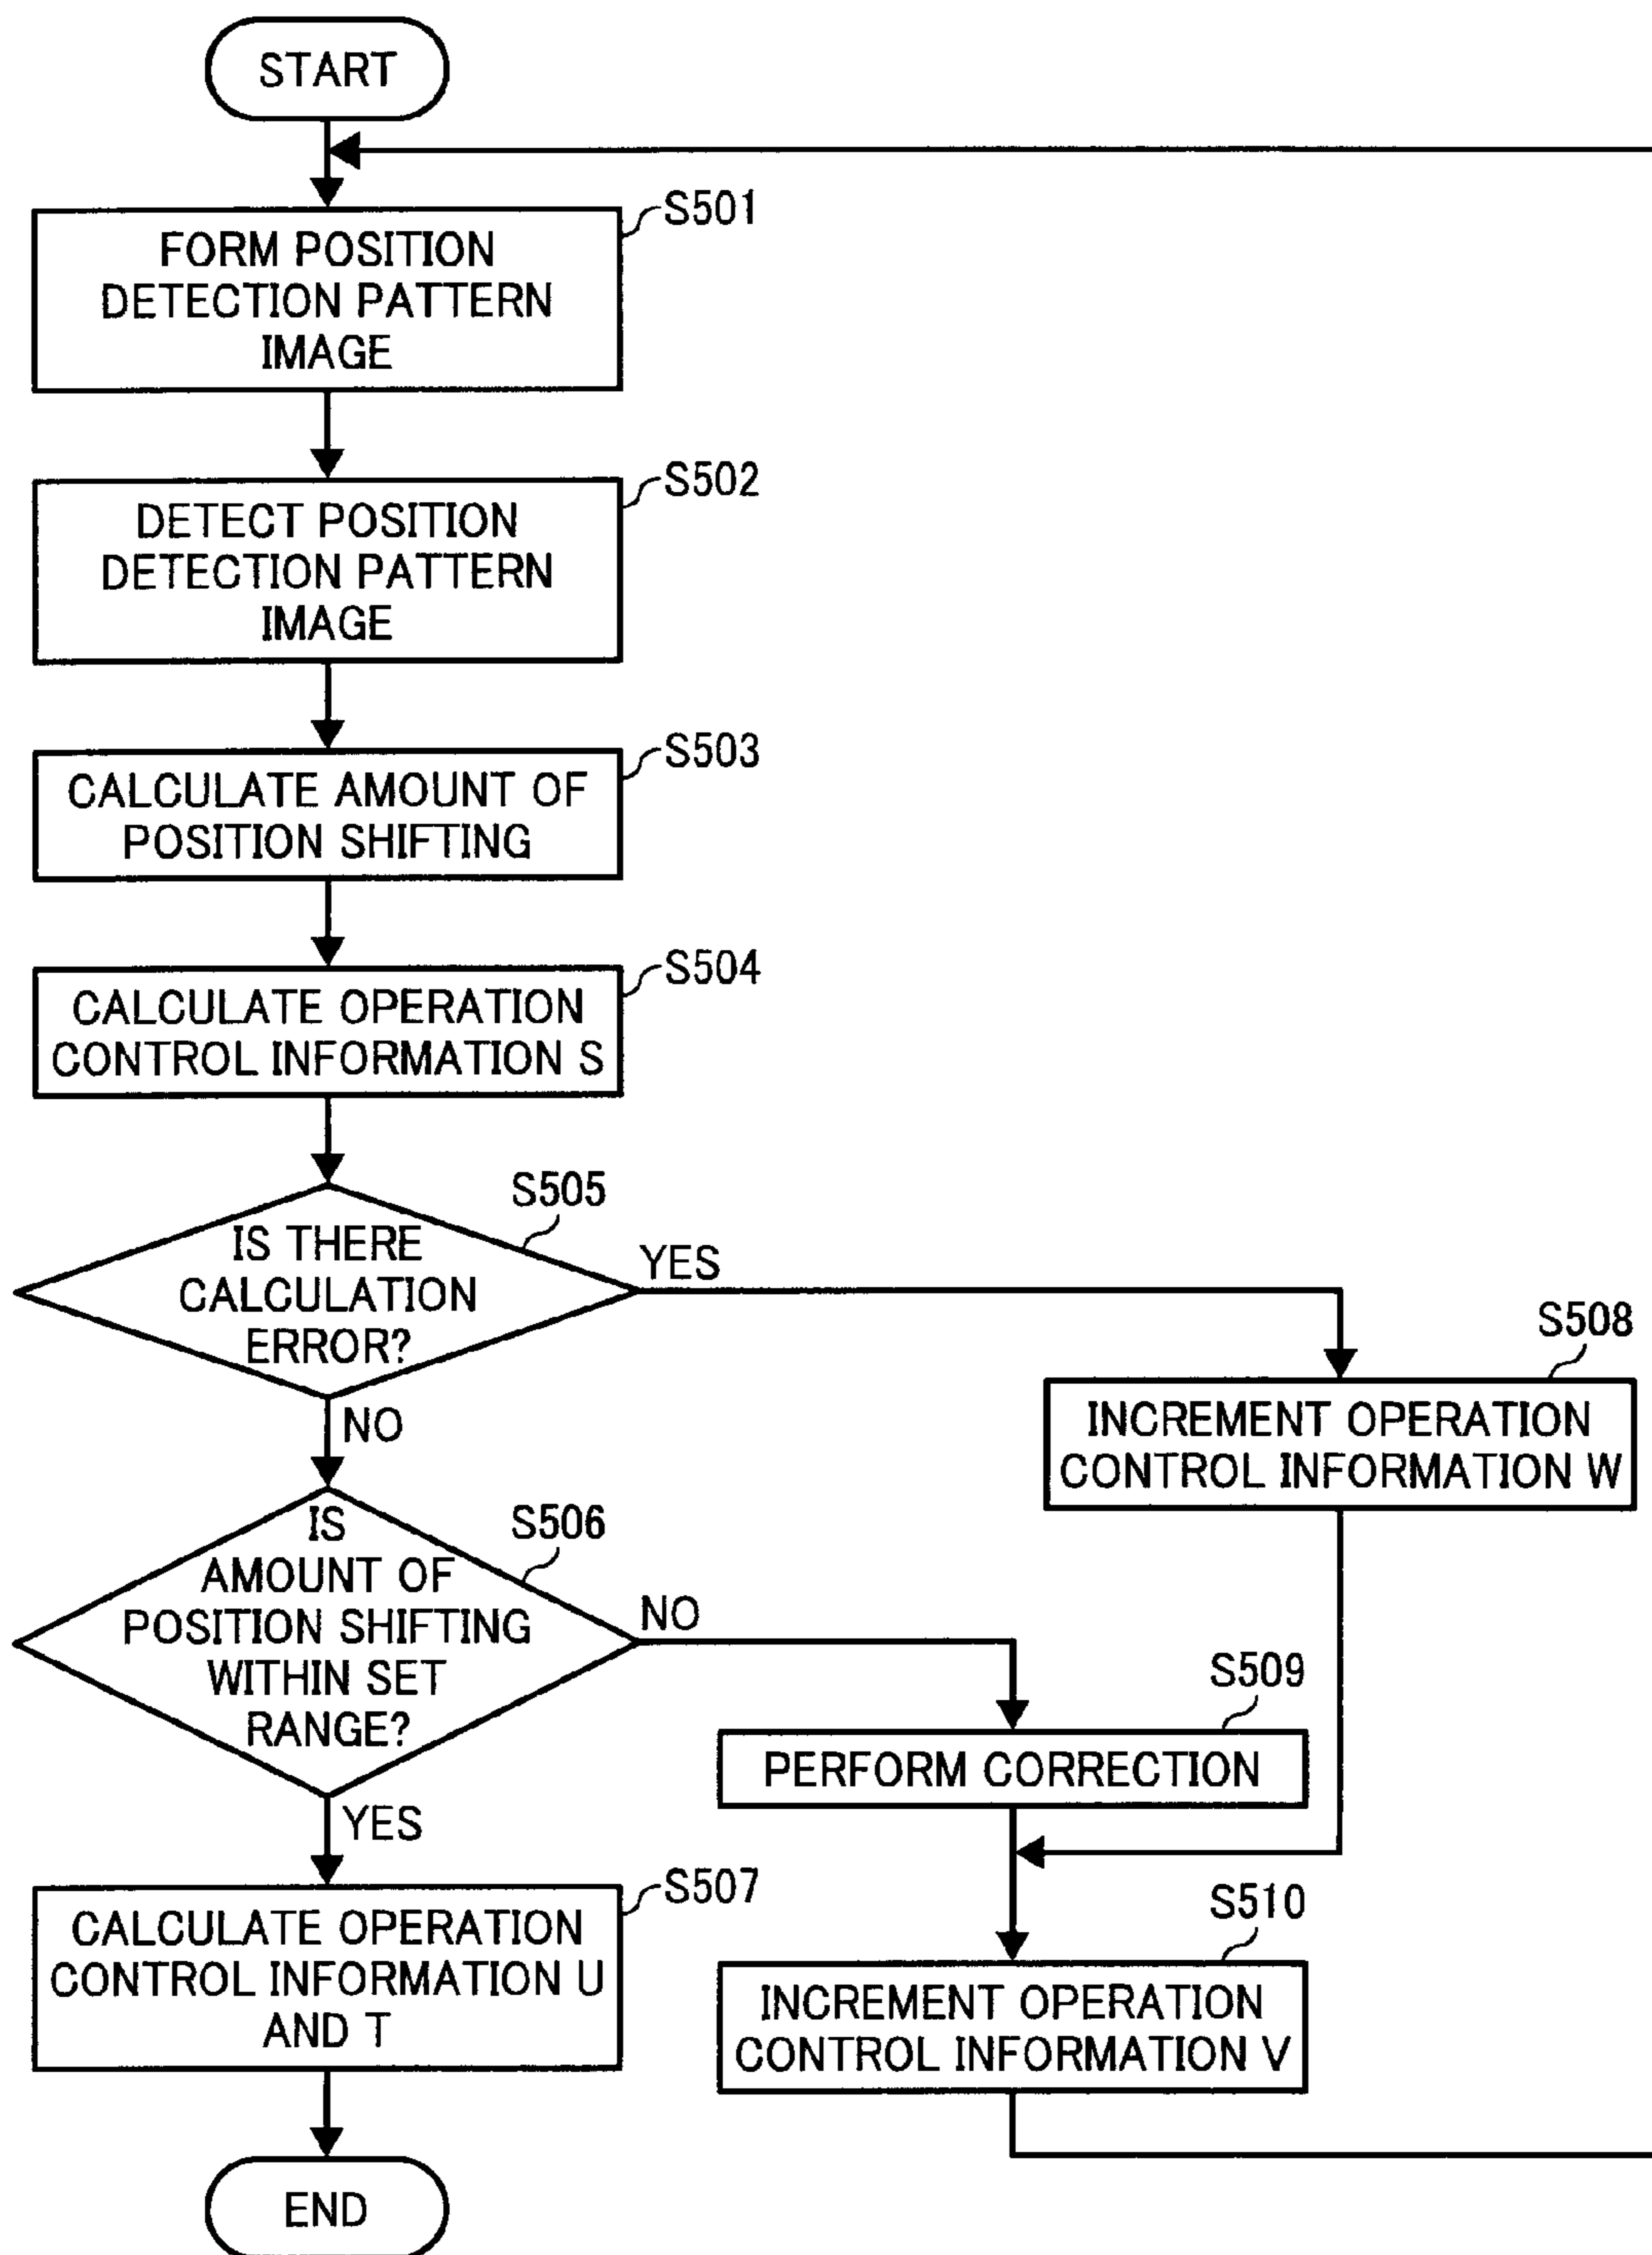 START
S501
FORM POSITION
DETECTION PATTERN
IMAGE
S502
DETECT POSITION
DETECTION PATTERN
IMAGE
S503
CALCULATE AMOUNT OF
POSITION SHIFTING
S504
CALCULATE OPERATION
CONTROL INFORMATION S
S505
IS THERE
CALCULATION
ERROR?
YES
NO
S508
INCREMENT OPERATION
CONTROL INFORMATION W
S506
IS
AMOUNT OF
POSITION SHIFTING
WITHIN SET
RANGE?
NO
YES
S509
PERFORM CORRECTION
S507
CALCULATE OPERATION
CONTROL INFORMATION U
AND T
S510
INCREMENT OPERATION
CONTROL INFORMATION V
END